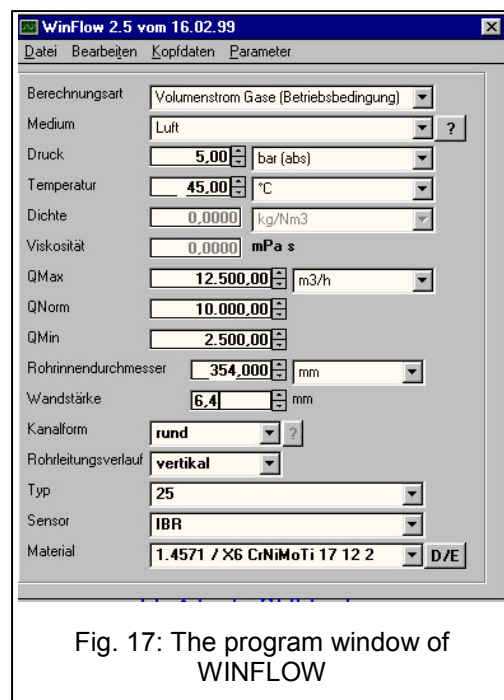 WinFlow 2.5 vom 16.02.99
Datei Bearbeiten Kopfdaten Parameter
Berechnungsart Volumenstrom Gase (Betriebsbedingung)
Medium Luft ?
Druck 5,00 bar (abs)
Temperatur 45,00 °C
Dichte 0,0000 kg/Nm3
Viskosität 0,0000 mPa s
QMax 12.500,00 m3/h
QNorm 10.000,00
QMin 2.500,00
Rohrinnendurchmesser 354,000 mm
Wandstärke 6,4 mm
Kanalform rund ?
Rohrleitungsverlauf vertikal
Typ 25
Sensor IBR
Material 1.4571 / X6 CrNiMoTi 17 12 2 D/E
Fig. 17: The program window of
WINFLOW